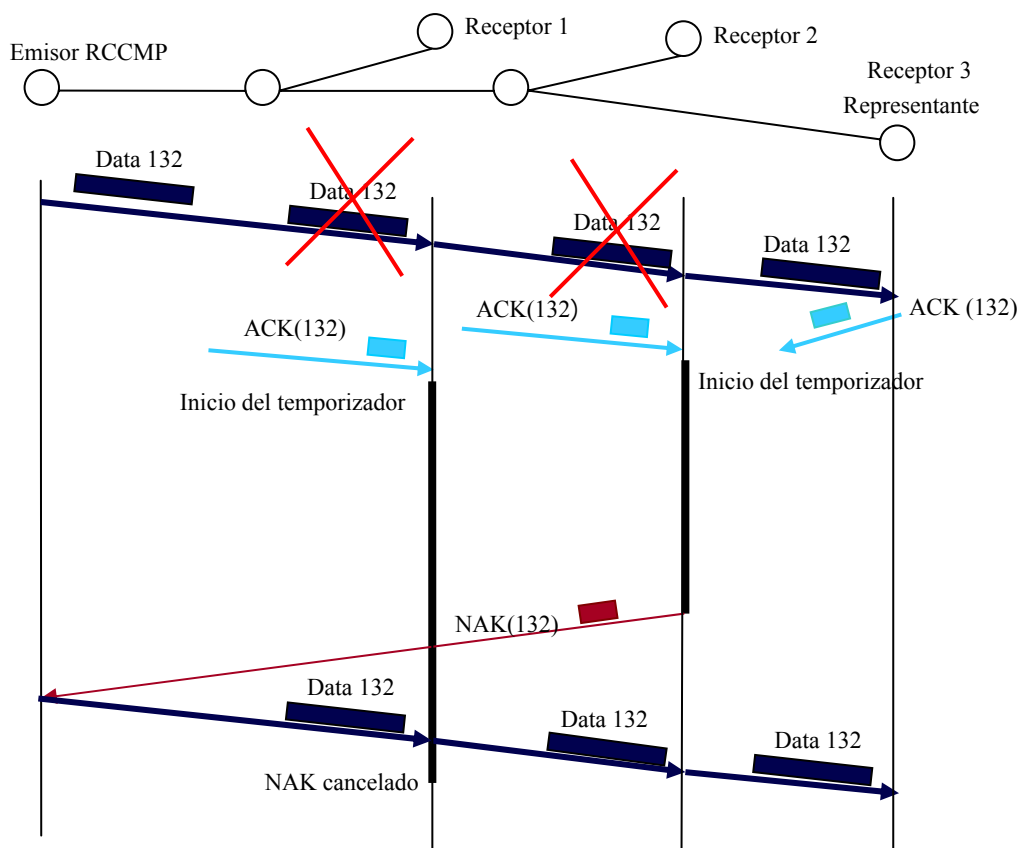 Receptor 1
Receptor 2
Emisor RCCMP
Receptor 3
Representante
Data 132
Data 132
Data 132
Data 132
ACK(132)
ACK(132)
ACK (132)
Inicio del temporizador
Inicio del temporizador
NAK(132)
Data 132
Data 132
Data 132
NAK cancelado